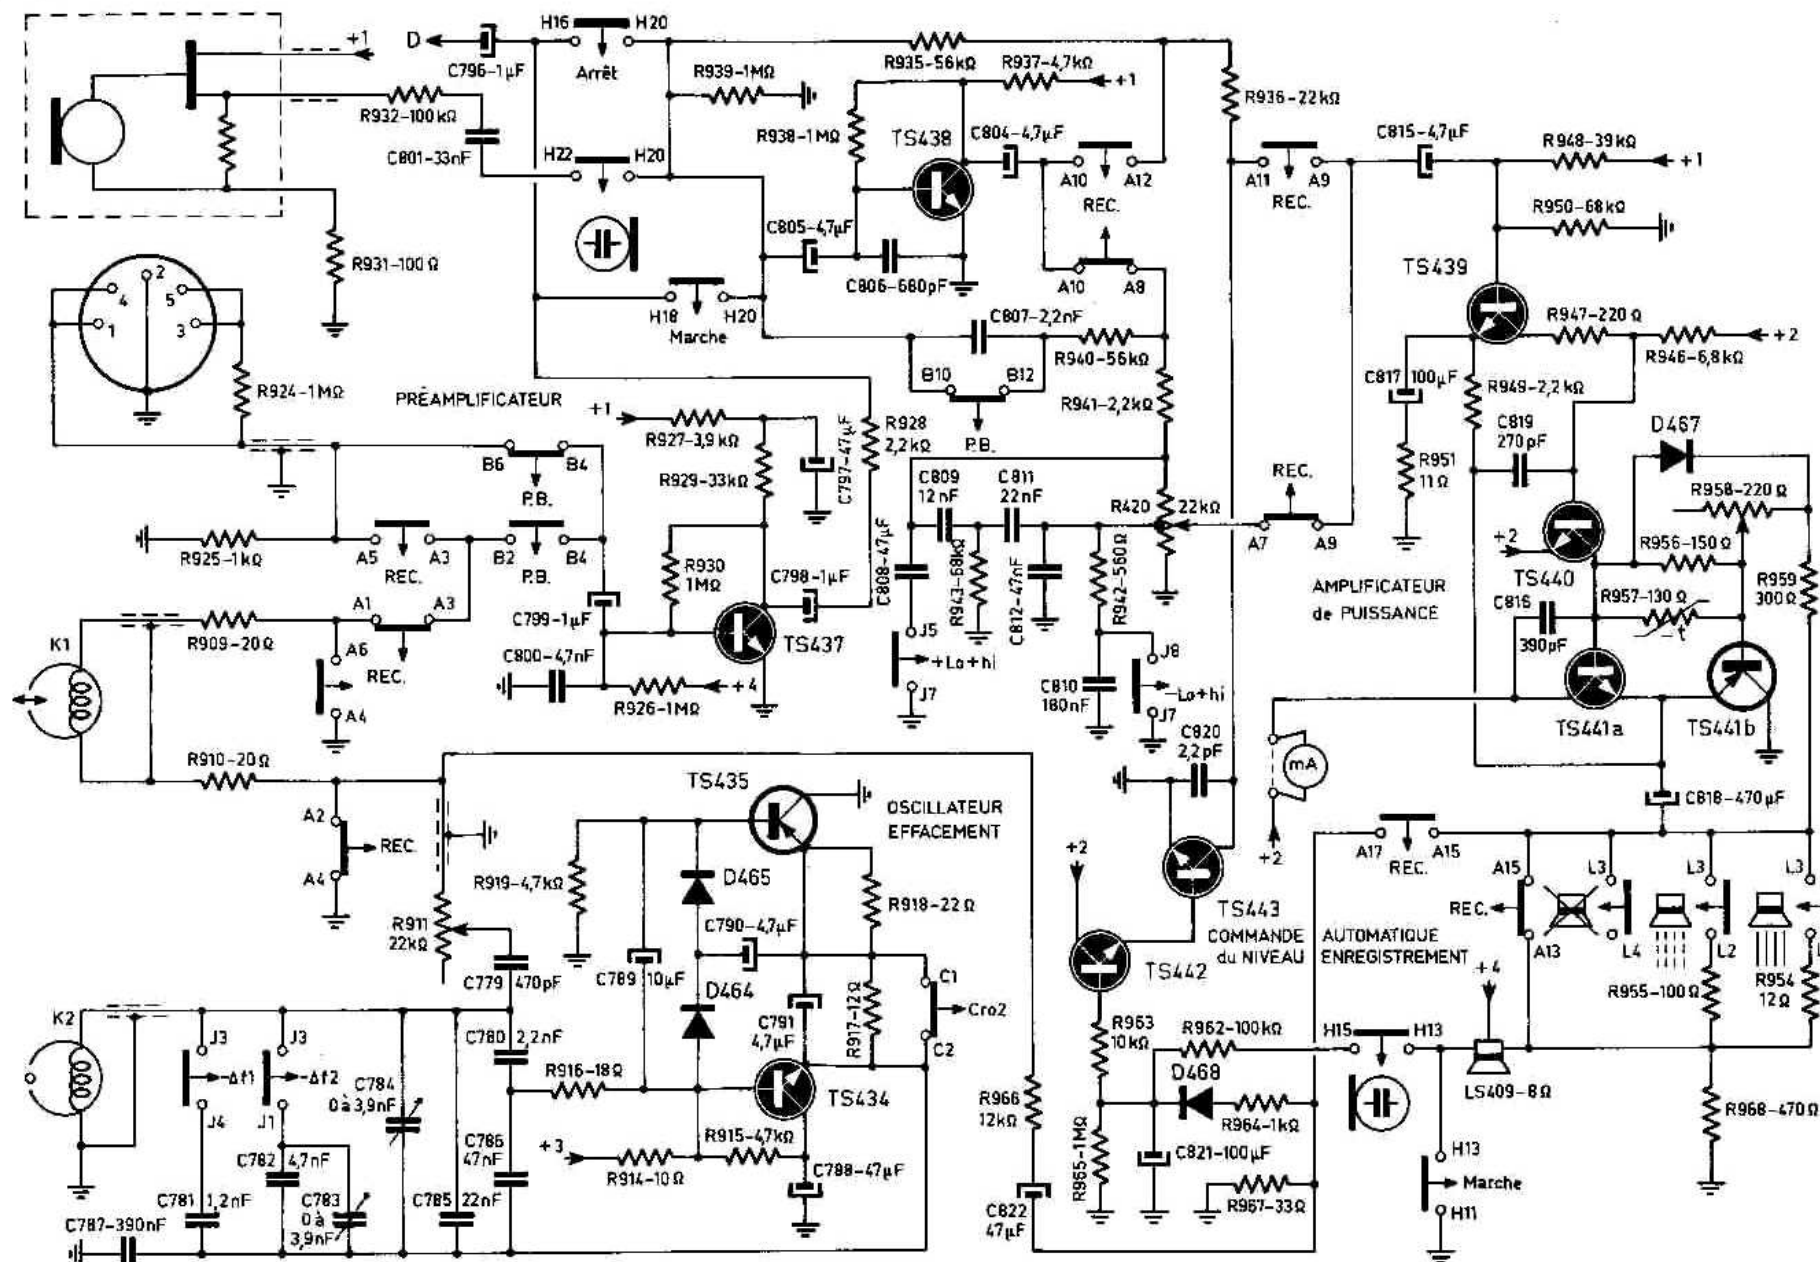 D
C796-1µF
H16
H20
Arrêt
+1
R932-100kΩ
C801-33nF
H22
H20
R939-1MΩ
R935-56kΩ
R937-4,7kΩ
+1
R938-1MΩ
TS438
C804-4,7µF
A10
A12
REC.
R936-22kΩ
A11
A9
REC.
C815-4,7µF
R948-39kΩ
+1
R950-68kΩ
R931-100Ω
C805-4,7µF
C806-680pF
H18
H20
Marche
A10
A8
C807-2,2nF
R940-56kΩ
B10
B12
P.B.
R941-2,2kΩ
TS439
R947-220Ω
+2
R946-6,8kΩ
C817
100µF
R949-2,2kΩ
R951
11Ω
C819
270pF
D467
2
4
5
1
3
R924-1MΩ
PRÉAMPLIFICATEUR
+1
R927-3,9kΩ
R928
2,2kΩ
C797-47µF
R929-33kΩ
B6
B4
P.B.
R925-1kΩ
A5
A3
REC.
B2
B4
P.B.
R930
1MΩ
C798-1µF
C799-1µF
TS437
C800-4,7nF
R926-1MΩ
+4
C809
12nF
C811
22nF
R420
22kΩ
REC.
A7
A9
C808-47µF
R943-68kΩ
C812-47nF
R942-560Ω
J5
+Lo+hi
J7
C810
180nF
J8
-Lo+hi
J7
AMPLIFICATEUR
de PUISSANCE
+2
TS440
R958-220Ω
R956-150Ω
R957-130Ω
-t
R959
300Ω
C816
390pF
TS441a
TS441b
K1
R909-20Ω
A1
A3
REC.
A6
A4
R910-20Ω
A2
REC.
A4
TS435
OSCILLATEUR
EFFACEMENT
C820
2,2pF
mA
+2
C818-470µF
R919-4,7kΩ
D465
R918-22Ω
C790-4,7µF
C789
10µF
D464
C791
4,7µF
R917-12Ω
C1
Cro2
C2
R911
22kΩ
C779
470pF
+2
TS443
TS442
COMMANDE
du NIVEAU
AUTOMATIQUE
ENREGISTREMENT
A17
A15
REC.
A15
REC.
A13
L3
L4
L3
L2
L3
L
R955-100Ω
R954
12Ω
+4
K2
J3
-Δf1
J4
J3
-Δf2
J1
C784
0 à 3,9nF
C780
2,2nF
R916-18Ω
TS434
C786
47nF
R915-4,7kΩ
+3
R914-10Ω
C788-47µF
C782
4,7nF
C781
1,2nF
C783
0 à
3,9nF
C785
22nF
C787-390nF
R966
12kΩ
C822
47µF
R963
10kΩ
R962-100kΩ
D468
R964-1kΩ
R965-1MΩ
C821-100µF
R967-33Ω
H15
H13
LS409-8Ω
H13
Marche
H11
R968-470Ω